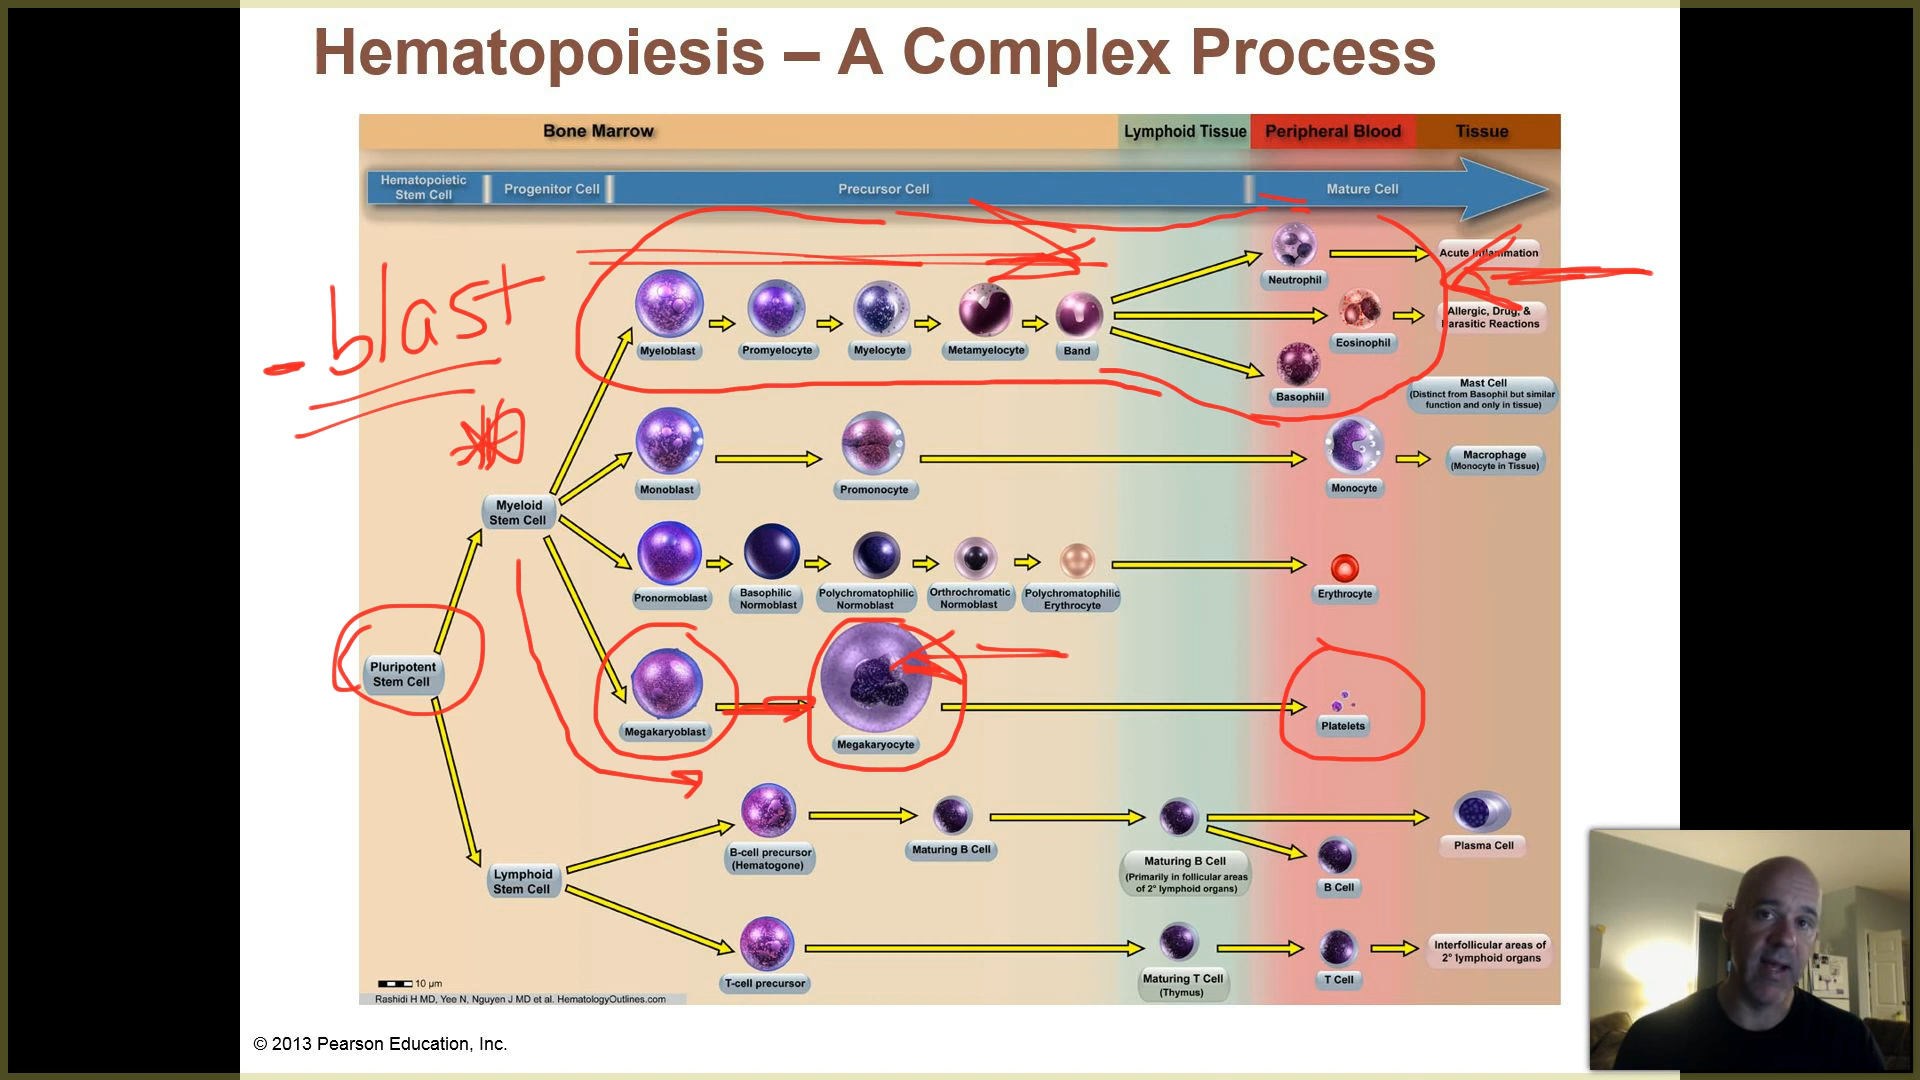 Hematopoiesis – A Complex Process
Bone Marrow
Lymphoid Tissue
Peripheral Blood
Tissue
Hematopoietic
Stem Cell
Progenitor Cell
Precursor Cell
Mature Cell
-blast
Myeloblast
Promyelocyte
Myelocyte
Metamyelocyte
Band
Neutrophil
Acute Inflammation
Eosinophil
Allergic, Drug, &
Parasitic Reactions
Basophiil
Mast Cell
(Distinct from Basophil but similar
function and only in tissue)
Monoblast
Promonocyte
Monocyte
Macrophage
(Monocyte in Tissue)
Myeloid
Stem Cell
Pronormoblast
Basophilic
Normoblast
Polychromatophilic
Normoblast
Orthrochromatic
Normoblast
Polychromatophilic
Erythrocyte
Erythrocyte
Pluripotent
Stem Cell
Megakaryoblast
Megakaryocyte
Platelets
Lymphoid
Stem Cell
B-cell precursor
(Hematogone)
Maturing B Cell
Maturing B Cell
(Primarily in follicular areas
of 2° lymphoid organs)
B Cell
Plasma Cell
T-cell precursor
Maturing T Cell
(Thymus)
T Cell
Interfollicular areas of
2° lymphoid organs
10 µm
Rashidi H MD, Yee N, Nguyen J MD et al. HematologyOutlines.com
© 2013 Pearson Education, Inc.